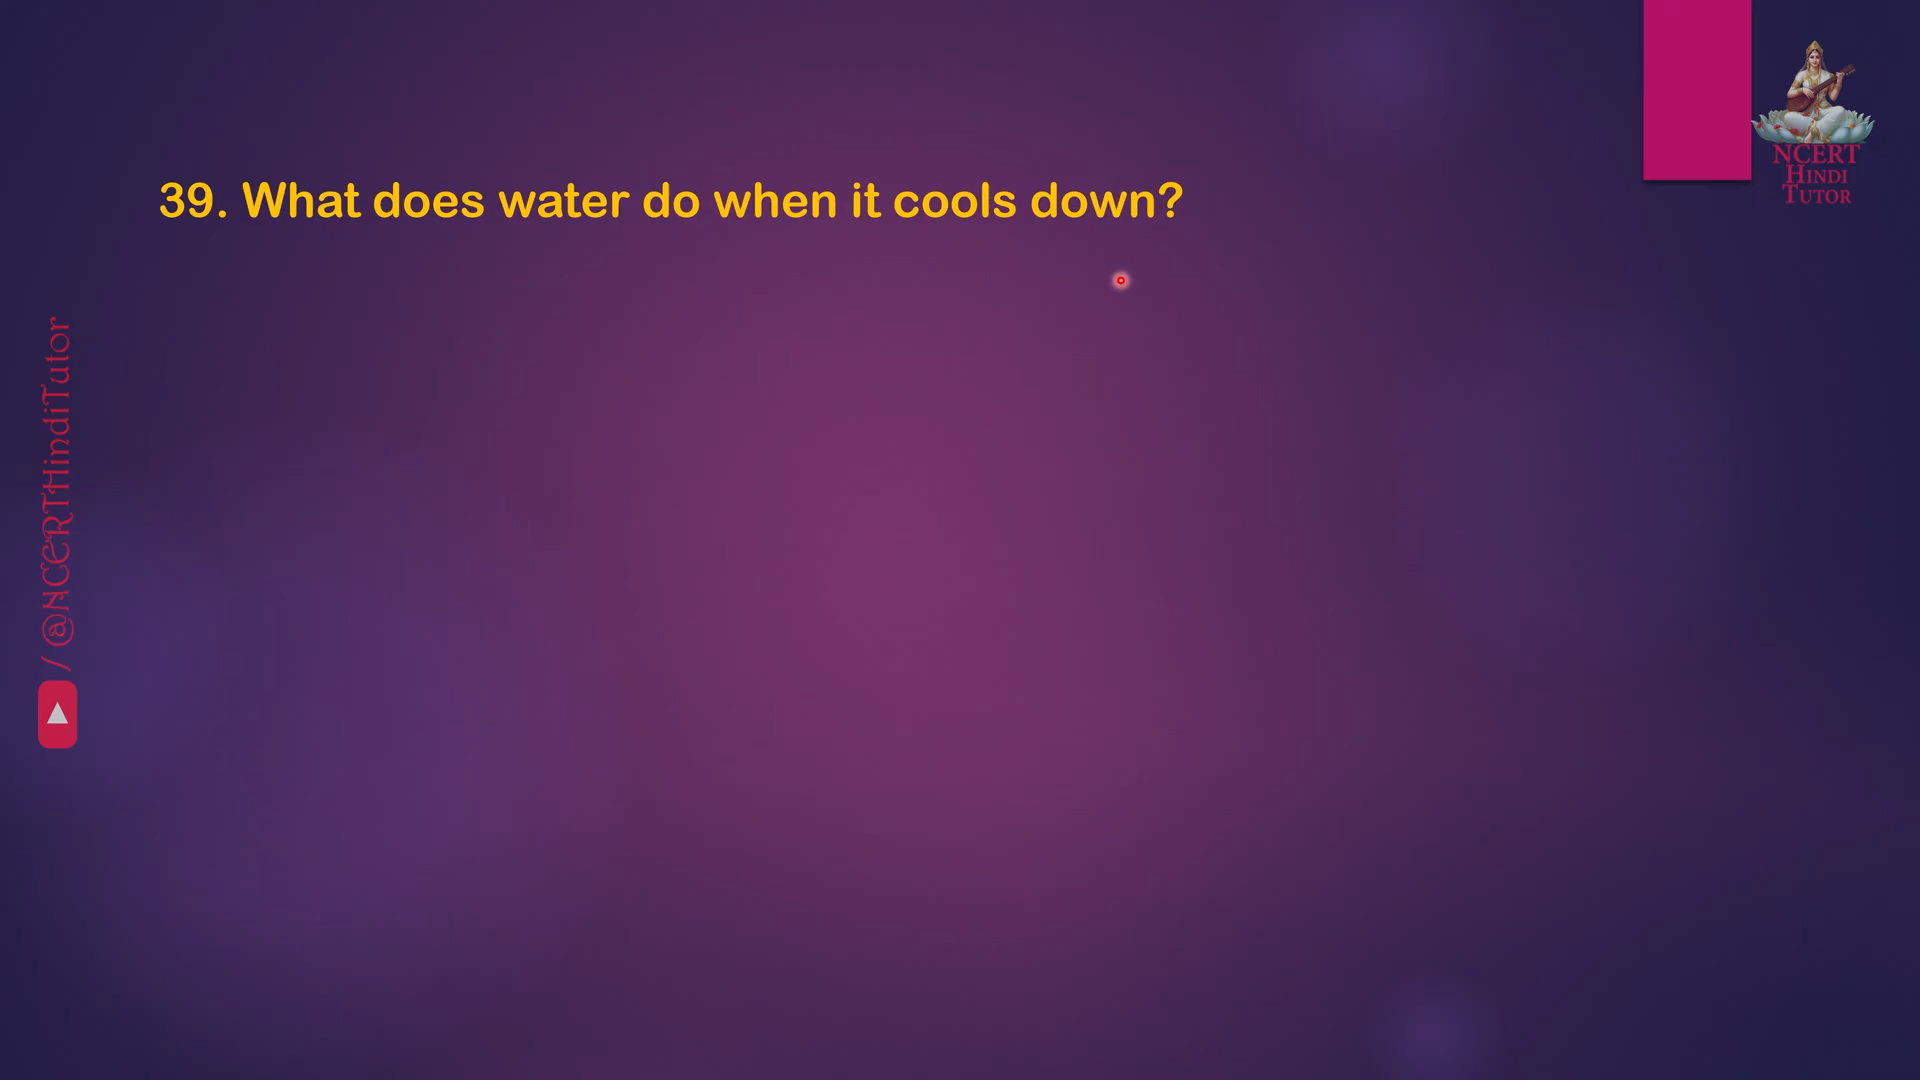 39. What does water do when it cools down?
NCERT
HINDI
TUTOR
/ @NCERTHindiTutor